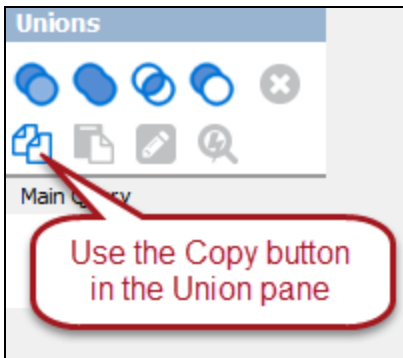 Unions
Main Query
Use the Copy button
in the Union pane